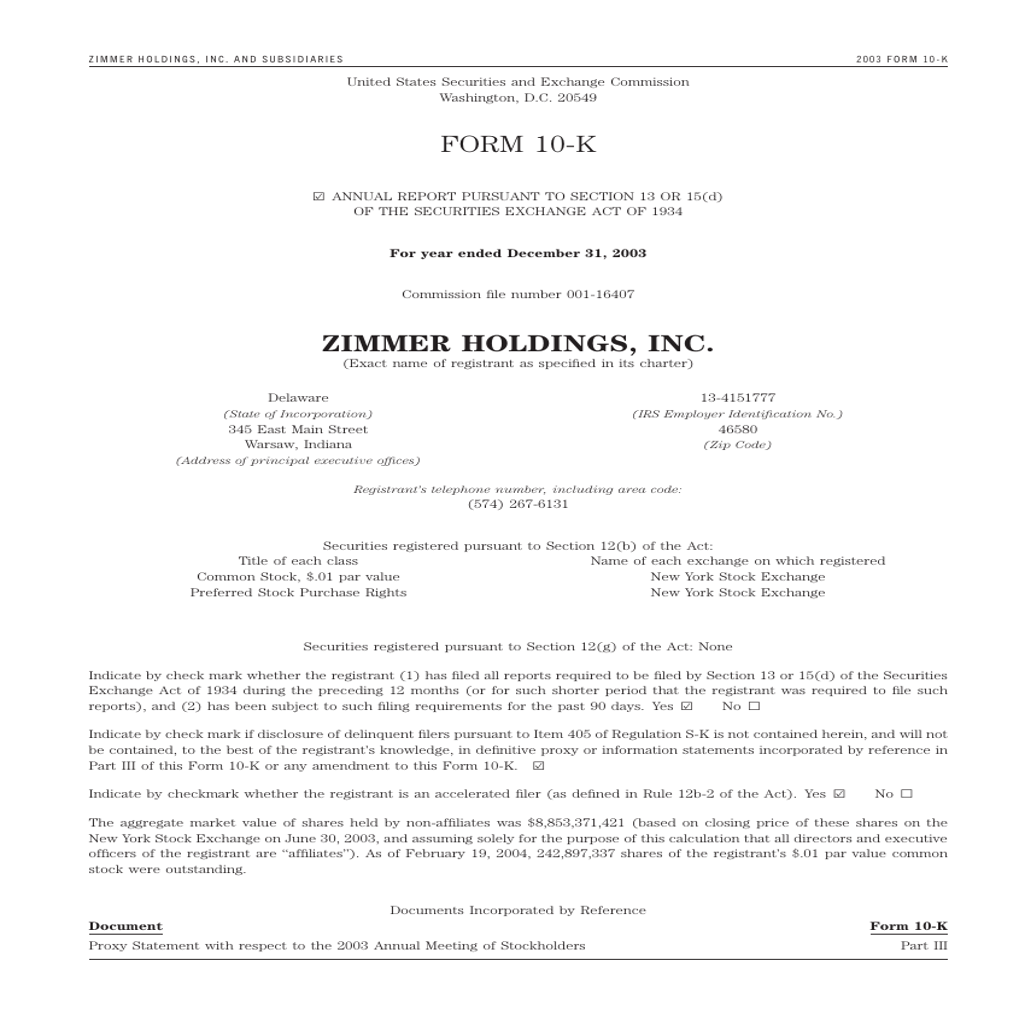 ZIMMER HOLDINGS, INC. AND SUBSIDIARIES 2003 FORM 10-K
United States Securities and Exchange Commission
Washington, D.C. 20549
FORM 10-K
☑ ANNUAL REPORT PURSUANT TO SECTION 13 OR 15(d)
OF THE SECURITIES EXCHANGE ACT OF 1934
For year ended December 31, 2003
Commission file number 001-16407
ZIMMER HOLDINGS, INC.
(Exact name of registrant as specified in its charter)
Delaware 13-4151777
(State of Incorporation) (IRS Employer Identification No.)
345 East Main Street 46580
Warsaw, Indiana (Zip Code)
(Address of principal executive offices)
Registrant's telephone number, including area code:
(574) 267-6131
Securities registered pursuant to Section 12(b) of the Act:
Title of each class Name of each exchange on which registered
Common Stock, $.01 par value New York Stock Exchange
Preferred Stock Purchase Rights New York Stock Exchange
Securities registered pursuant to Section 12(g) of the Act: None
Indicate by check mark whether the registrant (1) has filed all reports required to be filed by Section 13 or 15(d) of the Securities
Exchange Act of 1934 during the preceding 12 months (or for such shorter period that the registrant was required to file such
reports), and (2) has been subject to such filing requirements for the past 90 days. Yes ☑ No ☐
Indicate by check mark if disclosure of delinquent filers pursuant to Item 405 of Regulation S-K is not contained herein, and will not
be contained, to the best of the registrant's knowledge, in definitive proxy or information statements incorporated by reference in
Part III of this Form 10-K or any amendment to this Form 10-K. ☑
Indicate by checkmark whether the registrant is an accelerated filer (as defined in Rule 12b-2 of the Act). Yes ☑ No ☐
The aggregate market value of shares held by non-affiliates was $8,853,371,421 (based on closing price of these shares on the
New York Stock Exchange on June 30, 2003, and assuming solely for the purpose of this calculation that all directors and executive
officers of the registrant are "affiliates"). As of February 19, 2004, 242,897,337 shares of the registrant's $.01 par value common
stock were outstanding.
Documents Incorporated by Reference
Document Form 10-K
Proxy Statement with respect to the 2003 Annual Meeting of Stockholders Part III